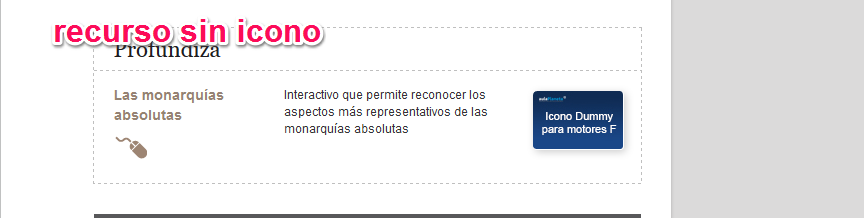 recurso sin icono
Profundiza
Las monarquías
absolutas
Interactivo que permite reconocer los
aspectos más representativos de las
monarquías absolutas
aulaPlaneta
Icono Dummy
para motores F